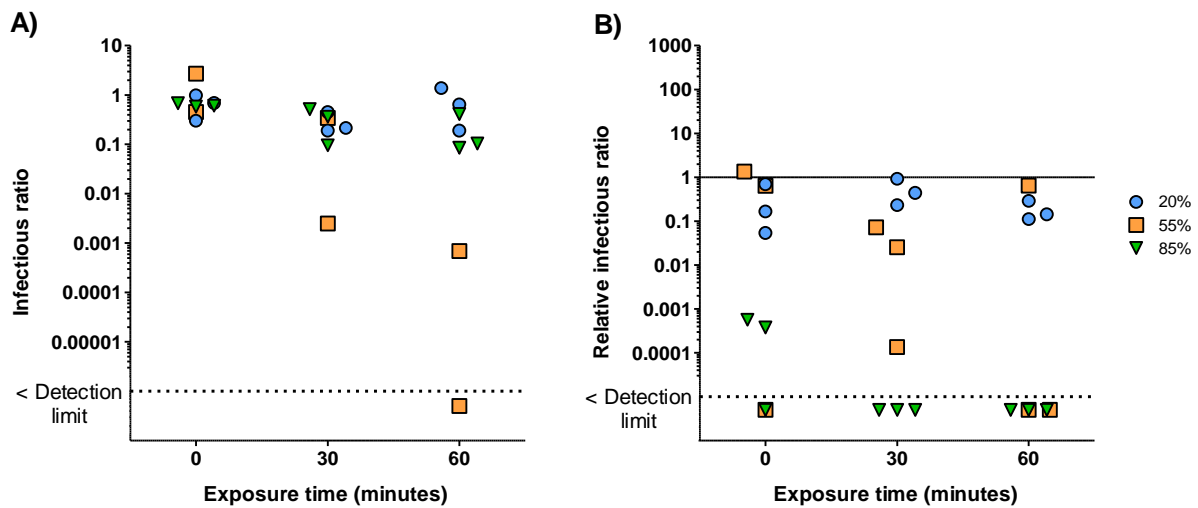 A)
10
1
0.1
0.01
0.001
0.0001
0.00001
< Detection
limit
Infectious ratio
0
30
60
Exposure time (minutes)
B)
1000
100
10
1
0.1
0.01
0.001
0.0001
< Detection
limit
Relative infectious ratio
0
30
60
Exposure time (minutes)
20%
55%
85%